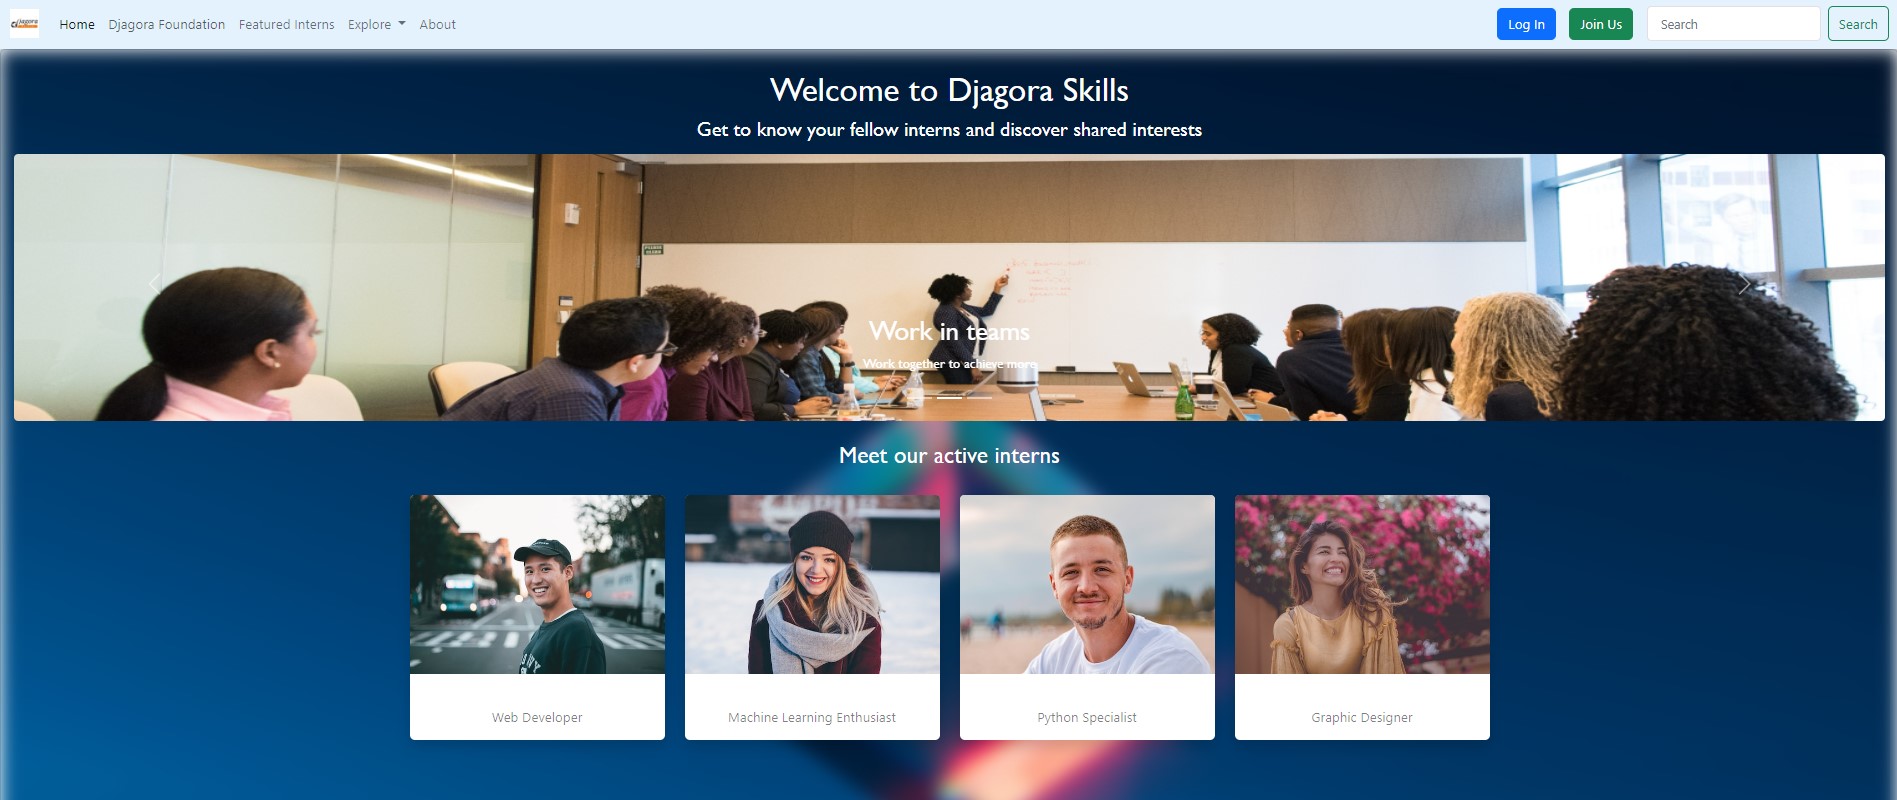 Djagora
Home Djagora Foundation Featured Interns Explore About Log In Join Us Search Search
Welcome to Djagora Skills
Get to know your fellow interns and discover shared interests
Work in teams
Work together to achieve more
Meet our active interns
Web Developer Machine Learning Enthusiast Python Specialist Graphic Designer